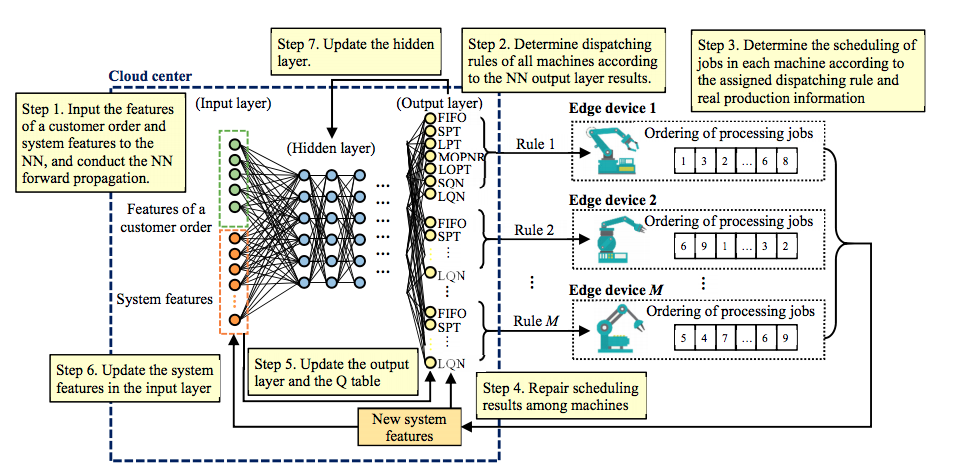 Step 7. Update the hidden
layer.
Step 2. Determine dispatching
rules of all machines according
to the NN output layer results.
Step 3. Determine the scheduling of
jobs in each machine according to
the assigned dispatching rule and
real production information
Cloud center
Step 1. Input the features
of a customer order and
system features to the
NN, and conduct the NN
forward propagation.
(Input layer)
(Hidden layer)
(Output layer)
Features of a
customer order
System features
...
...
...
...
...
FIFO
SPT
LPT
MOPNR
LOPT
SQN
LQN
FIFO
SPT
⋮
LQN
⋮
FIFO
SPT
LQN
Rule 1
Rule 2
⋮
Rule M
Edge device 1
Ordering of processing jobs
1 3 2 ... 6 8
Edge device 2
Ordering of processing jobs
6 9 1 ... 3 2
⋮
Edge device M
Ordering of processing jobs
5 4 7 ... 6 9
Step 6. Update the system
features in the input layer
Step 5. Update the output
layer and the Q table
Step 4. Repair scheduling
results among machines
New system
features